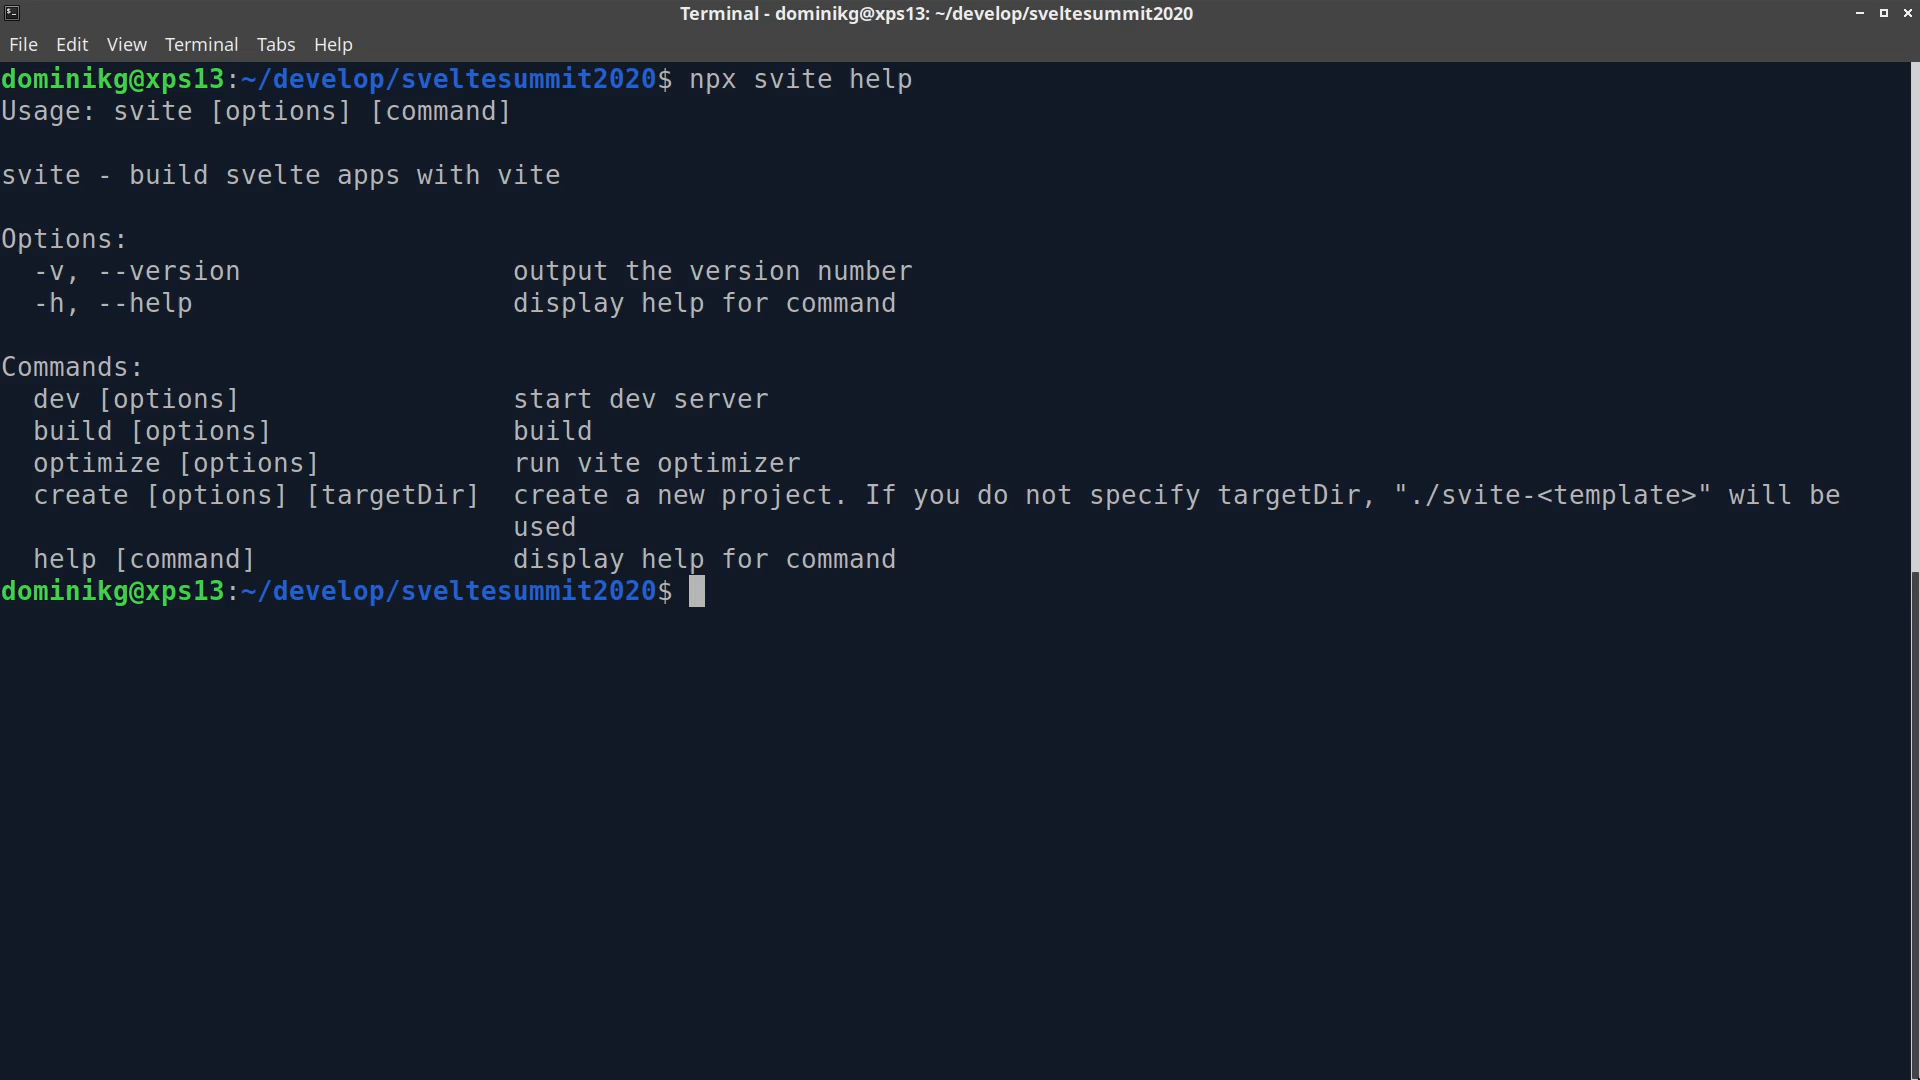 Terminal - dominikg@xps13: ~/develop/sveltesummit2020
File Edit View Terminal Tabs Help
dominikg@xps13:~/develop/sveltesummit2020$ npx svite help
Usage: svite [options] [command]

svite - build svelte apps with vite

Options:
  -v, --version                 output the version number
  -h, --help                    display help for command

Commands:
  dev [options]                 start dev server
  build [options]               build
  optimize [options]            run vite optimizer
  create [options] [targetDir]  create a new project. If you do not specify targetDir, "./svite-<template>" will be
                                used
  help [command]                display help for command
dominikg@xps13:~/develop/sveltesummit2020$